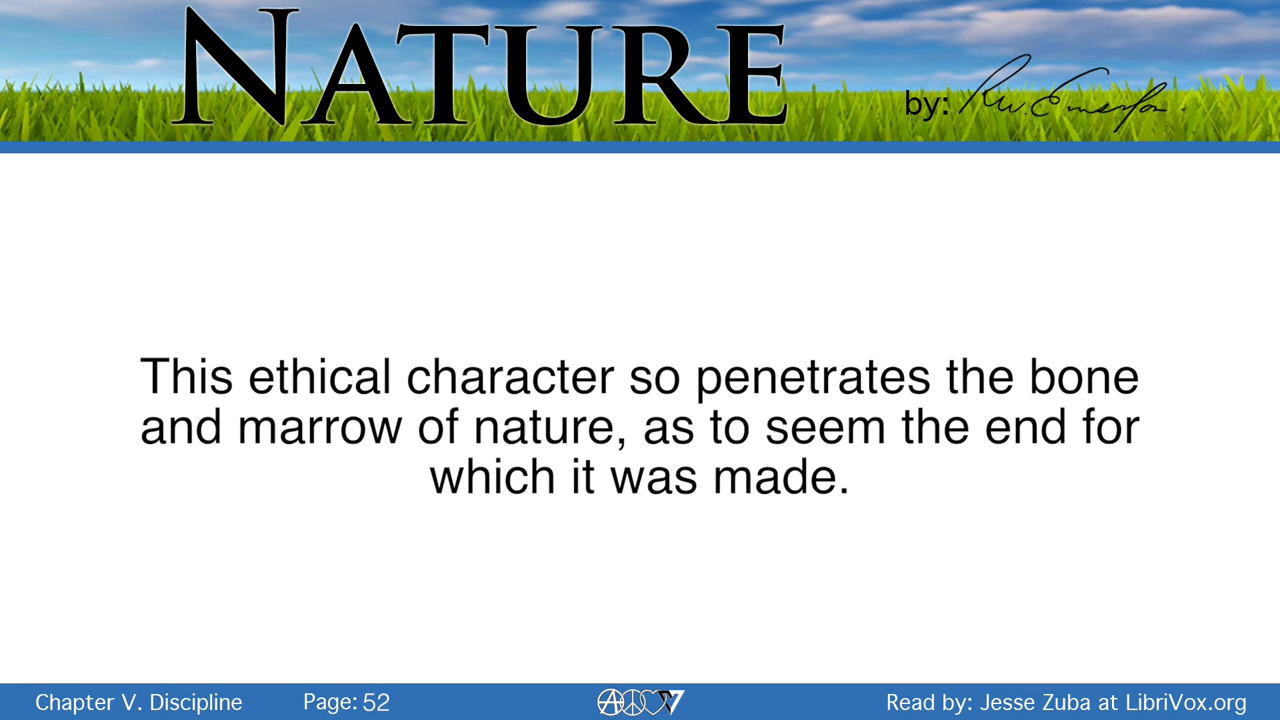 NATURE
by: R.W. Emerson.
This ethical character so penetrates the bone
and marrow of nature, as to seem the end for
which it was made.
Chapter V. Discipline
Page: 52
Read by: Jesse Zuba at LibriVox.org